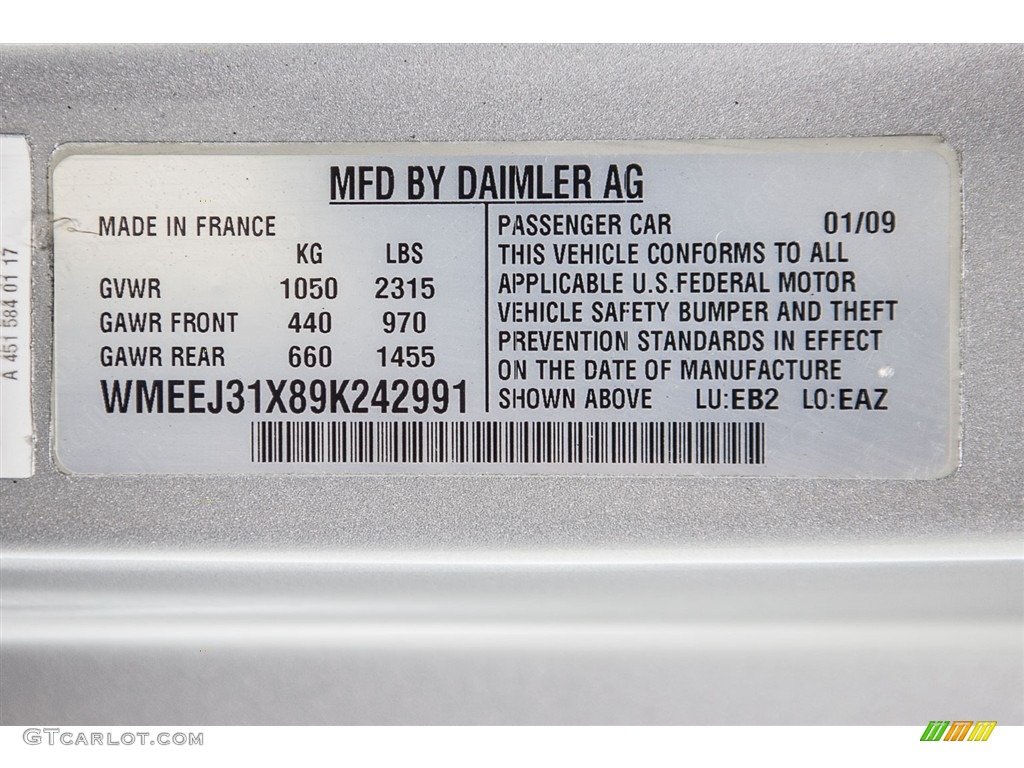 MFD BY DAIMLER AG
MADE IN FRANCE
KG LBS
GVWR 1050 2315
GAWR FRONT 440 970
GAWR REAR 660 1455
WMEEJ31X89K242991
PASSENGER CAR 01/09
THIS VEHICLE CONFORMS TO ALL
APPLICABLE U.S.FEDERAL MOTOR
VEHICLE SAFETY BUMPER AND THEFT
PREVENTION STANDARDS IN EFFECT
ON THE DATE OF MANUFACTURE
SHOWN ABOVE LU:EB2 LO:EAZ
A 451 584 01 17
GTCARLOT.COM